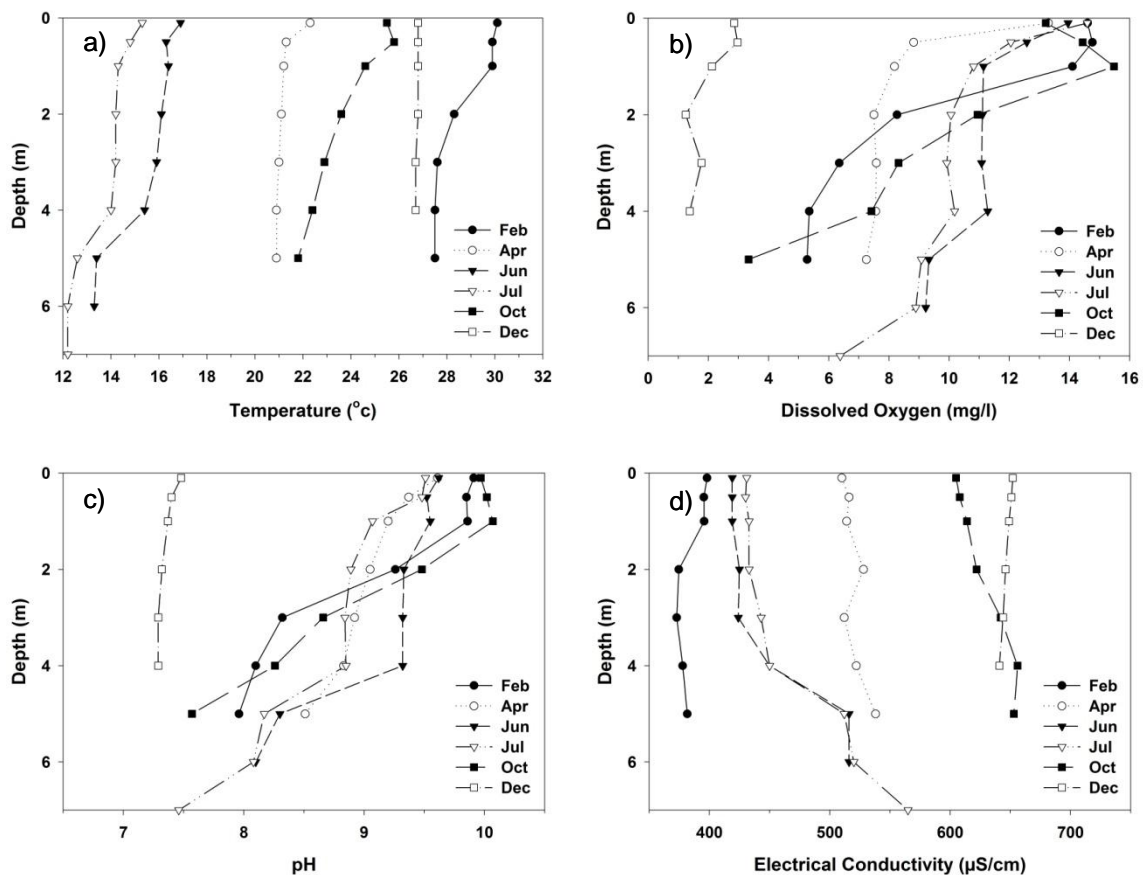 a)
0
2
4
6
Depth (m)
12 14 16 18 20 22 24 26 28 30 32
Temperature (°c)
Feb
Apr
Jun
Jul
Oct
Dec
b)
0
2
4
6
Depth (m)
0 2 4 6 8 10 12 14 16
Dissolved Oxygen (mg/l)
Feb
Apr
Jun
Jul
Oct
Dec
c)
0
2
4
6
Depth (m)
7 8 9 10
pH
Feb
Apr
Jun
Jul
Oct
Dec
d)
0
2
4
6
Depth (m)
400 500 600 700
Electrical Conductivity (µS/cm)
Feb
Apr
Jun
Jul
Oct
Dec